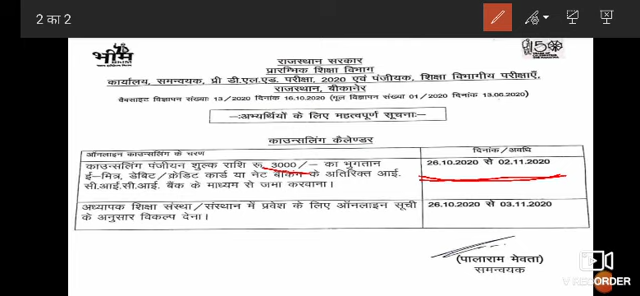 2 का 2
भीम
150
राजस्थान सरकार
प्रारम्भिक शिक्षा विभाग
कार्यालय, समन्वयक, प्री डी.एल.एड. परीक्षा, 2020 एवं पंजीयक, शिक्षा विभागीय परीक्षाएँ,
राजस्थान, बीकानेर
वैबसाइट विज्ञापन संख्याः 13/2020 दिनांक 16.10.2020 (मूल विज्ञापन संख्या 01/2020 दिनांक 13.06.2020)
-:अभ्यर्थियों के लिए महत्वपूर्ण सूचनाः-
काउन्सलिंग कैलेण्डर
ऑनलाइन काउन्सलिंग के चरण
दिनांक/अवधि
काउन्सलिंग पंजीयन शुल्क राशि रू 3000/- का भुगतान
ई-मित्र, डेबिट/क्रेडिट कार्ड या नेट बैंकिंग के अतिरिक्त आई.
सी.आई.सी.आई. बैंक के माध्यम से जमा करवाना।
26.10.2020 से 02.11.2020
अध्यापक शिक्षा संस्था/संस्थान में प्रवेश के लिए ऑनलाइन सूची
के अनुसार विकल्प देना।
26.10.2020 से 03.11.2020
(पालाराम मेवता)
समन्वयक
V RECORDER